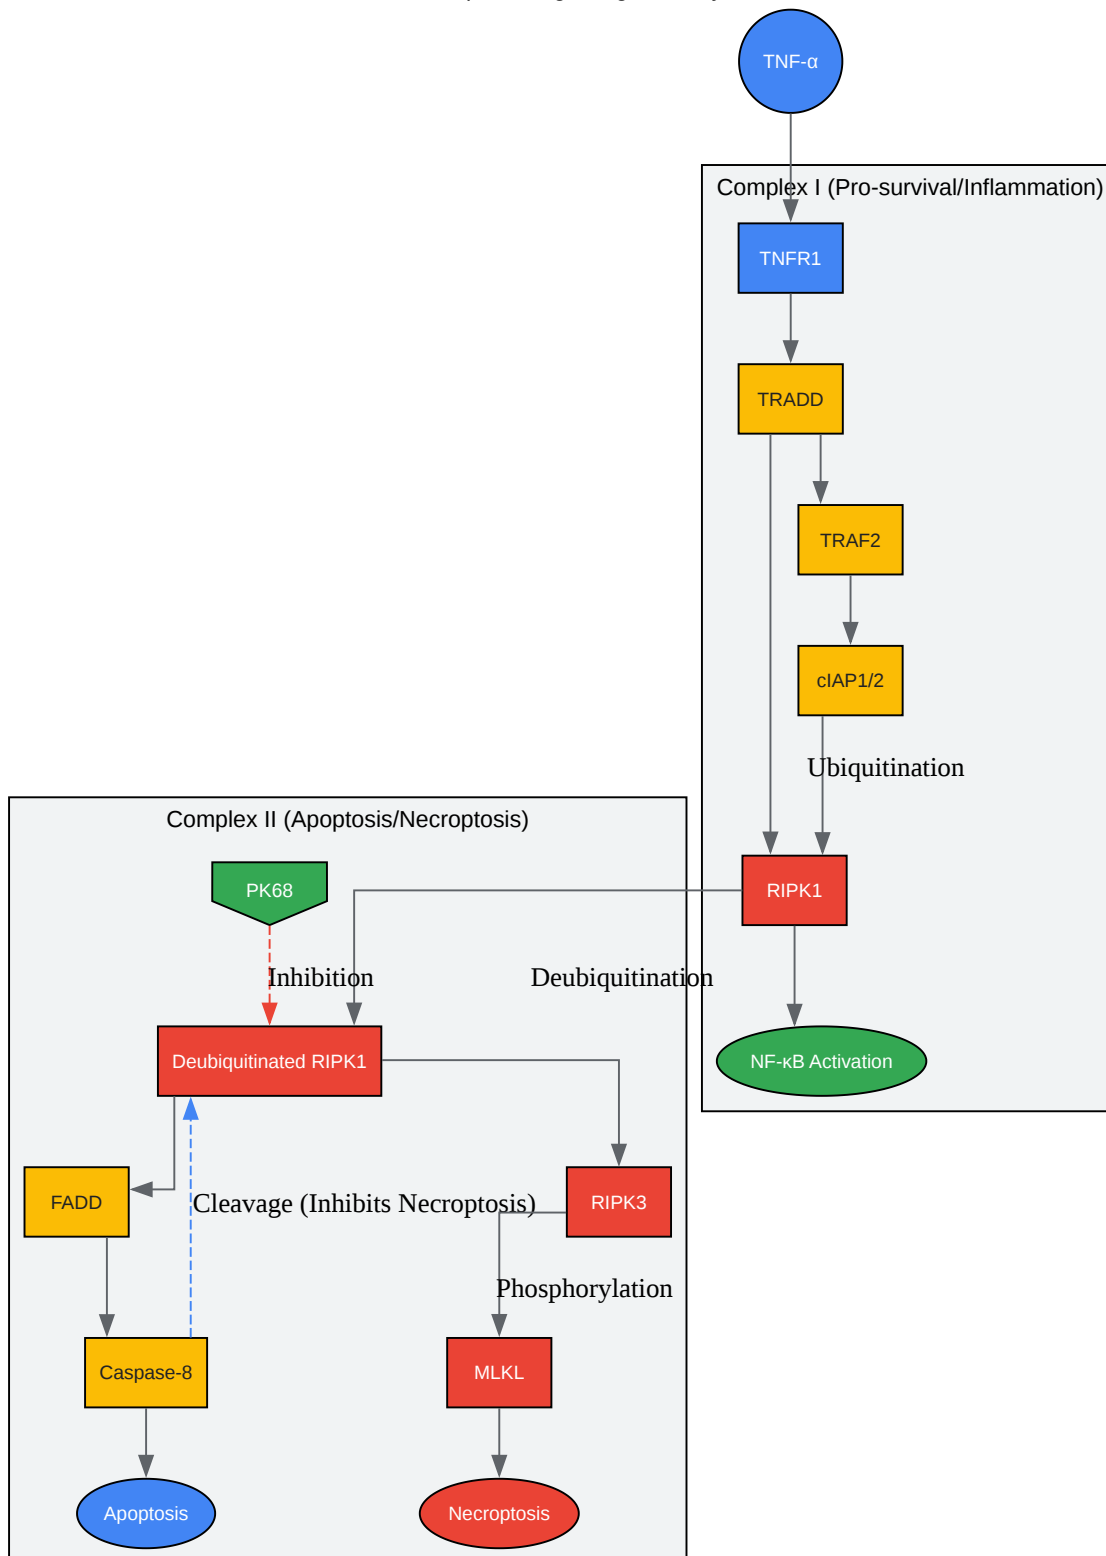 TNF-α
Complex I (Pro-survival/Inflammation)
TNFR1
TRADD
TRAF2
cIAP1/2
Ubiquitination
Complex II (Apoptosis/Necroptosis)
PK68
RIPK1
Inhibition
Deubiquitination
Deubiquitinated RIPK1
NF-κB Activation
FADD
Cleavage (Inhibits Necroptosis)
RIPK3
Phosphorylation
Caspase-8
MLKL
Apoptosis
Necroptosis